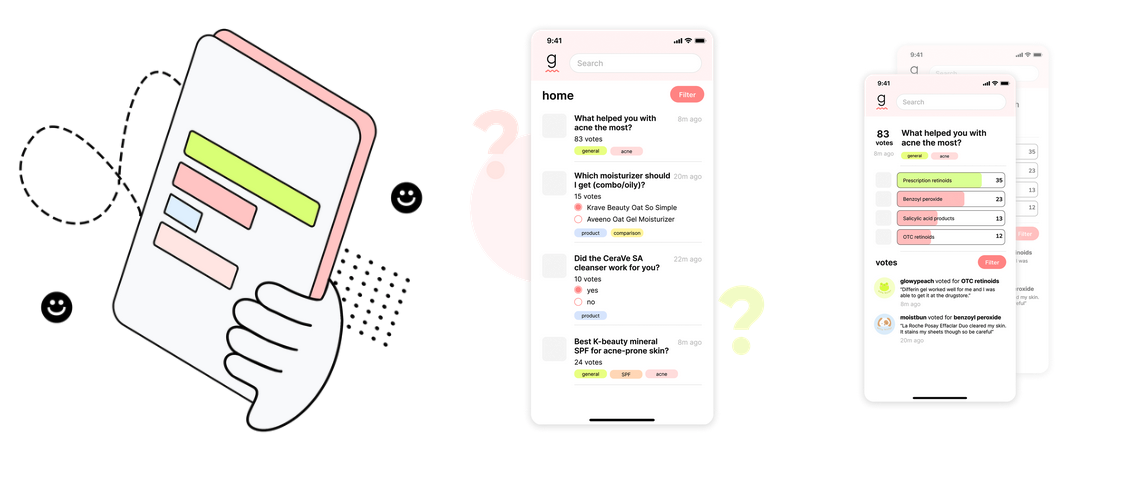 9:41
g
Search
home
Filter
What helped you with
acne the most?
8m ago
83 votes
general
acne
Which moisturizer should
I get (combo/oily)?
20m ago
15 votes
Krave Beauty Oat So Simple
Aveeno Oat Gel Moisturizer
product
comparison
Did the CeraVe SA
cleanser work for you?
22m ago
10 votes
yes
no
product
Best K-beauty mineral
SPF for acne-prone skin?
8m ago
24 votes
general
SPF
acne
?
?
9:41
g
Search
83
votes
8m ago
What helped you with
acne the most?
general
acne
Prescription retinoids 35
Benzoyl peroxide 23
Salicylic acid products 13
OTC retinoids 12
votes
Filter
glowypeach voted for OTC retinoids
"Differin gel worked well for me and I was
able to get it at the drugstore."
8m ago
moistbun voted for benzoyl peroxide
"La Roche Posay Effaclar Duo cleared my skin.
It stains my sheets though so be careful"
20m ago
9:41
g
35
23
13
12
Filter